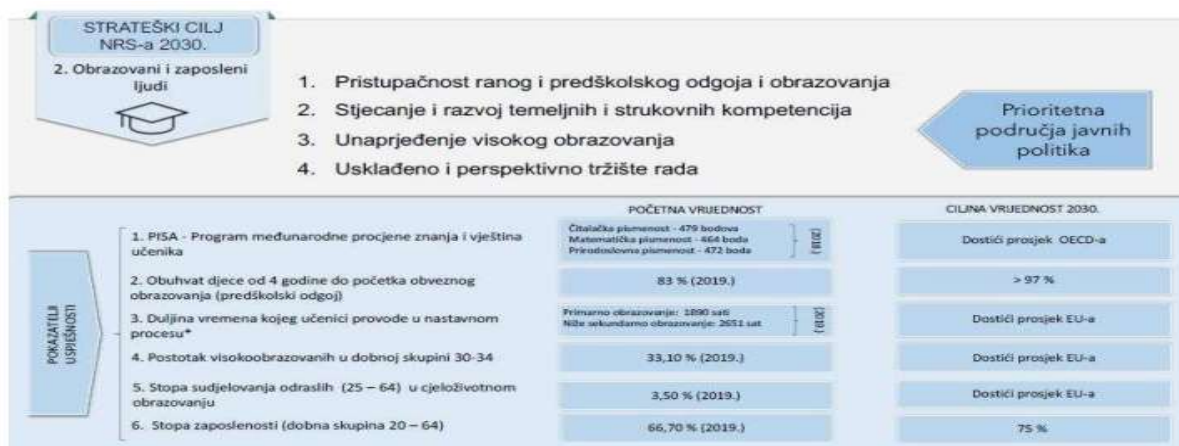 STRATEŠKI CILJ
NRS-a 2030.
2. Obrazovani i zaposleni
ljudi
1. Pristupačnost ranog i predškolskog odgoja i obrazovanja
2. Stjecanje i razvoj temeljnih i strukovnih kompetencija
3. Unaprjeđenje visokog obrazovanja
4. Usklađeno i perspektivno tržište rada
Prioritetna
područja javnih
politika
POČETNA VRIJEDNOST
CILJNA VRIJEDNOST 2030.
POKAZATELJI
USPJEŠNOSTI
1. PISA - Program međunarodne procjene znanja i vještina
učenika
Čitalačka pismenost - 479 bodova
Matematička pismenost - 464 boda
Prirodoslovna pismenost - 472 boda
(2018.)
Dostići prosjek OECD-a
2. Obuhvat djece od 4 godine do početka obveznog
obrazovanja (predškolski odgoj)
83 % (2019.)
> 97 %
3. Duljina vremena kojeg učenici provode u nastavnom
procesu*
Primarno obrazovanje: 1890 sati
Niže sekundarno obrazovanje: 2651 sat
(2019.)
Dostići prosjek EU-a
4. Postotak visokoobrazovanih u dobnoj skupini 30-34
33,10 % (2019.)
Dostići prosjek EU-a
5. Stopa sudjelovanja odraslih (25 – 64) u cjeloživotnom
obrazovanju
3,50 % (2019.)
Dostići prosjek EU-a
6. Stopa zaposlenosti (dobna skupina 20 – 64)
66,70 % (2019.)
75 %